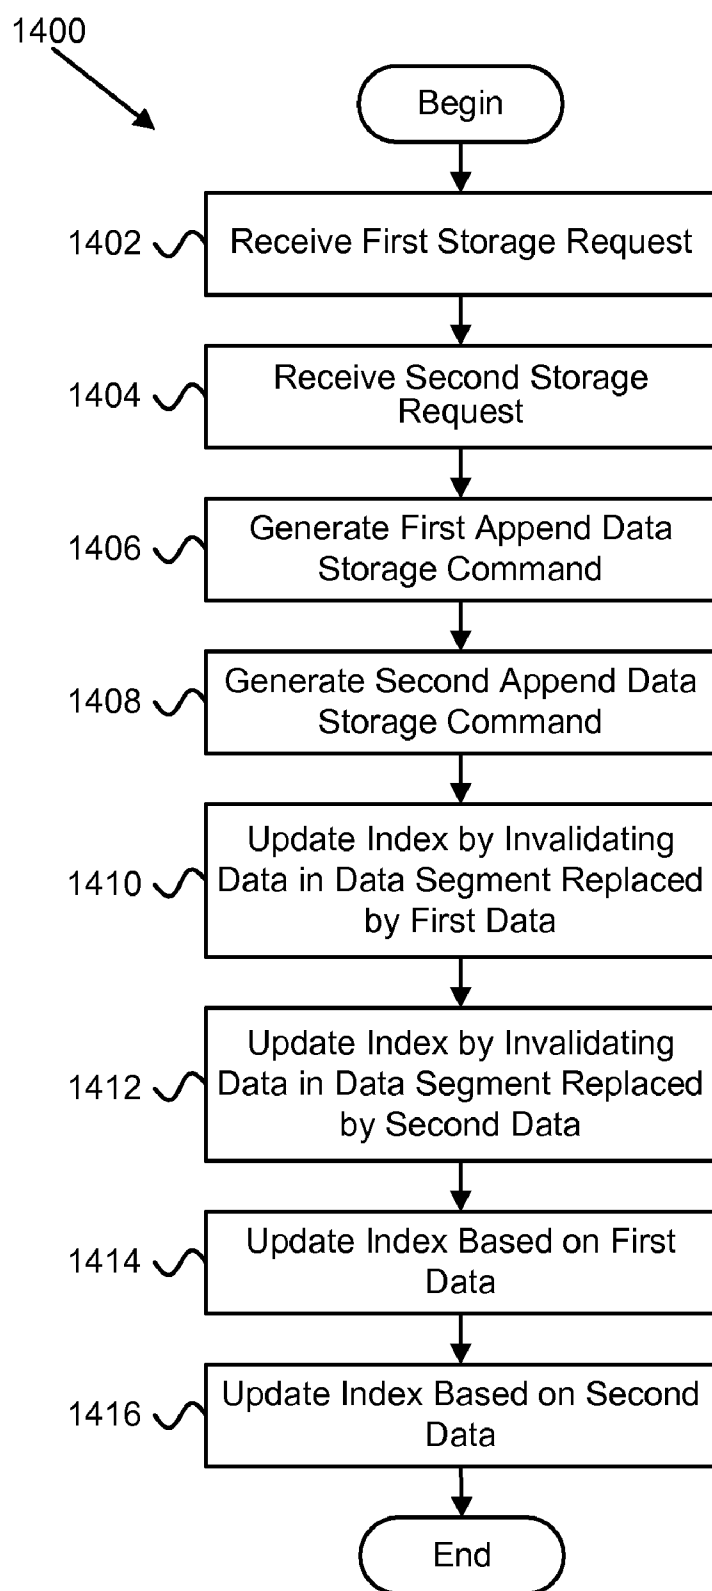 1400
Begin
1402
Receive First Storage Request
1404
Receive Second Storage
Request
1406
Generate First Append Data
Storage Command
1408
Generate Second Append Data
Storage Command
1410
Update Index by Invalidating
Data in Data Segment Replaced
by First Data
1412
Update Index by Invalidating
Data in Data Segment Replaced
by Second Data
1414
Update Index Based on First
Data
1416
Update Index Based on Second
Data
End